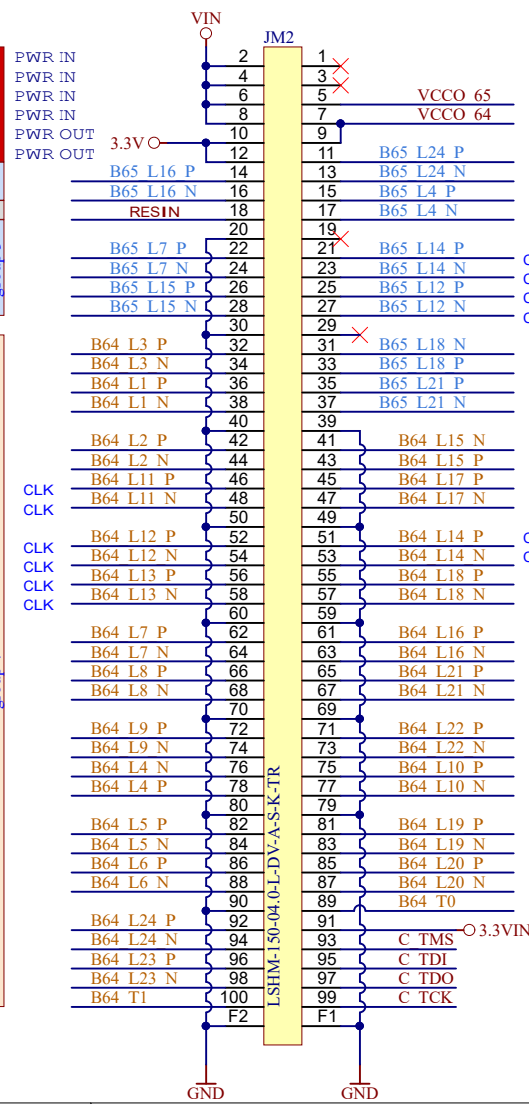 VIN
JM2
PWR IN 2 1
PWR IN 4 3
PWR IN 6 5 VCCO 65
PWR IN 8 7 VCCO 64
PWR OUT 3.3V 10 9
PWR OUT 12 11 B65 L24 P
B65 L16 P 14 13 B65 L24 N
B65 L16 N 16 15 B65 L4 P
RESIN 18 17 B65 L4 N
20 19
B65 L7 P 22 21 B65 L14 P
B65 L7 N 24 23 B65 L14 N
B65 L15 P 26 25 B65 L12 P
B65 L15 N 28 27 B65 L12 N
30 29
B64 L3 P 32 31 B65 L18 N
B64 L3 N 34 33 B65 L18 P
B64 L1 P 36 35 B65 L21 P
B64 L1 N 38 37 B65 L21 N
40 39
B64 L2 P 42 41 B64 L15 N
B64 L2 N 44 43 B64 L15 P
CLK B64 L11 P 46 45 B64 L17 P
CLK B64 L11 N 48 47 B64 L17 N
50 49
CLK B64 L12 P 52 51 B64 L14 P
CLK B64 L12 N 54 53 B64 L14 N
CLK B64 L13 P 56 55 B64 L18 P
CLK B64 L13 N 58 57 B64 L18 N
60 59
B64 L7 P 62 61 B64 L16 P
B64 L7 N 64 63 B64 L16 N
B64 L8 P 66 65 B64 L21 P
B64 L8 N 68 67 B64 L21 N
70 69
B64 L9 P 72 71 B64 L22 P
B64 L9 N 74 73 B64 L22 N
B64 L4 N 76 75 B64 L10 P
B64 L4 P 78 77 B64 L10 N
80 79
B64 L5 P 82 81 B64 L19 P
B64 L5 N 84 83 B64 L19 N
B64 L6 P 86 85 B64 L20 P
B64 L6 N 88 87 B64 L20 N
90 89 B64 T0
B64 L24 P 92 91 3.3VIN
B64 L24 N 94 93 C TMS
B64 L23 P 96 95 C TDI
B64 L23 N 98 97 C TDO
B64 T1 100 99 C TCK
F2 F1
LSHM-150-04.0-L-DV-A-S-K-TR
GND GND